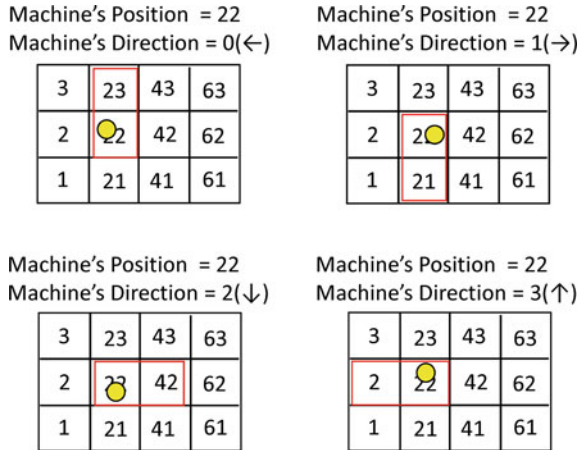 Machine's Position = 22
Machine's Direction = 0(←)
3 23 43 63
2 22 42 62
1 21 41 61
Machine's Position = 22
Machine's Direction = 1(→)
3 23 43 63
2 22 42 62
1 21 41 61
Machine's Position = 22
Machine's Direction = 2(↓)
3 23 43 63
2 22 42 62
1 21 41 61
Machine's Position = 22
Machine's Direction = 3(↑)
3 23 43 63
2 22 42 62
1 21 41 61